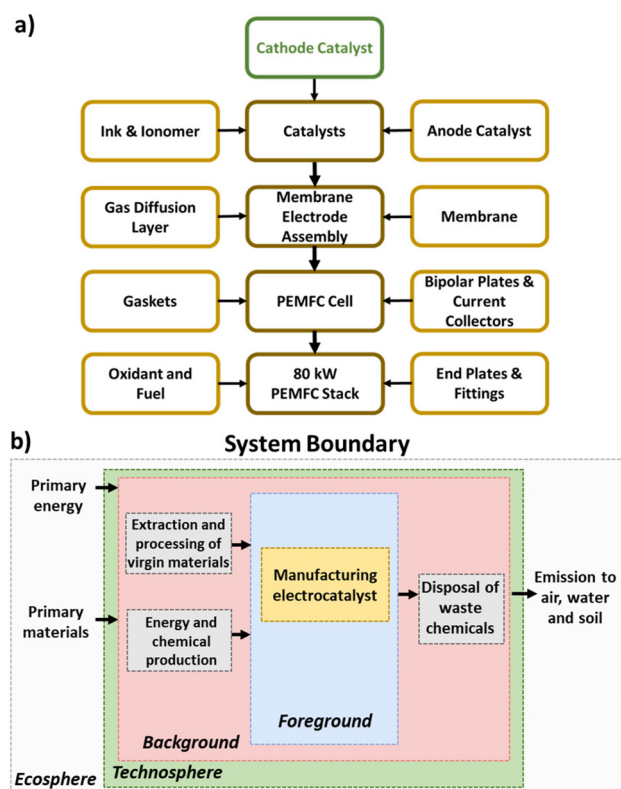 a)
Cathode Catalyst
Ink & Ionomer
Catalysts
Anode Catalyst
Gas Diffusion
Layer
Membrane
Electrode
Assembly
Membrane
Gaskets
PEMFC Cell
Bipolar Plates &
Current
Collectors
Oxidant and
Fuel
80 kW
PEMFC Stack
End Plates &
Fittings
b)
System Boundary
Primary
energy
Extraction and
processing of
virgin materials
Manufacturing
electrocatalyst
Disposal of
waste
chemicals
Emission to
air, water
and soil
Primary
materials
Energy and
chemical
production
Foreground
Background
Ecosphere
Technosphere